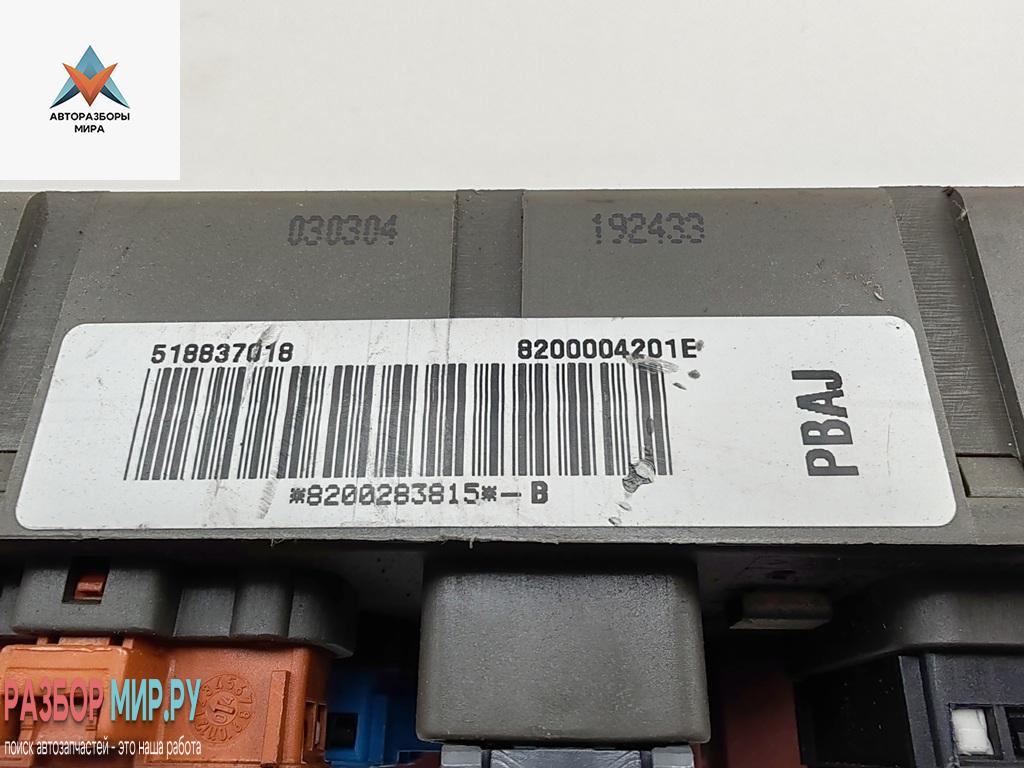 АВТОРАЗБОРЫ
МИРА
030304 192433
518837018 8200004201E
*8200283815*-B
PBAJ
РАЗБОР МИР.РУ
поиск автозапчастей - это наша работа